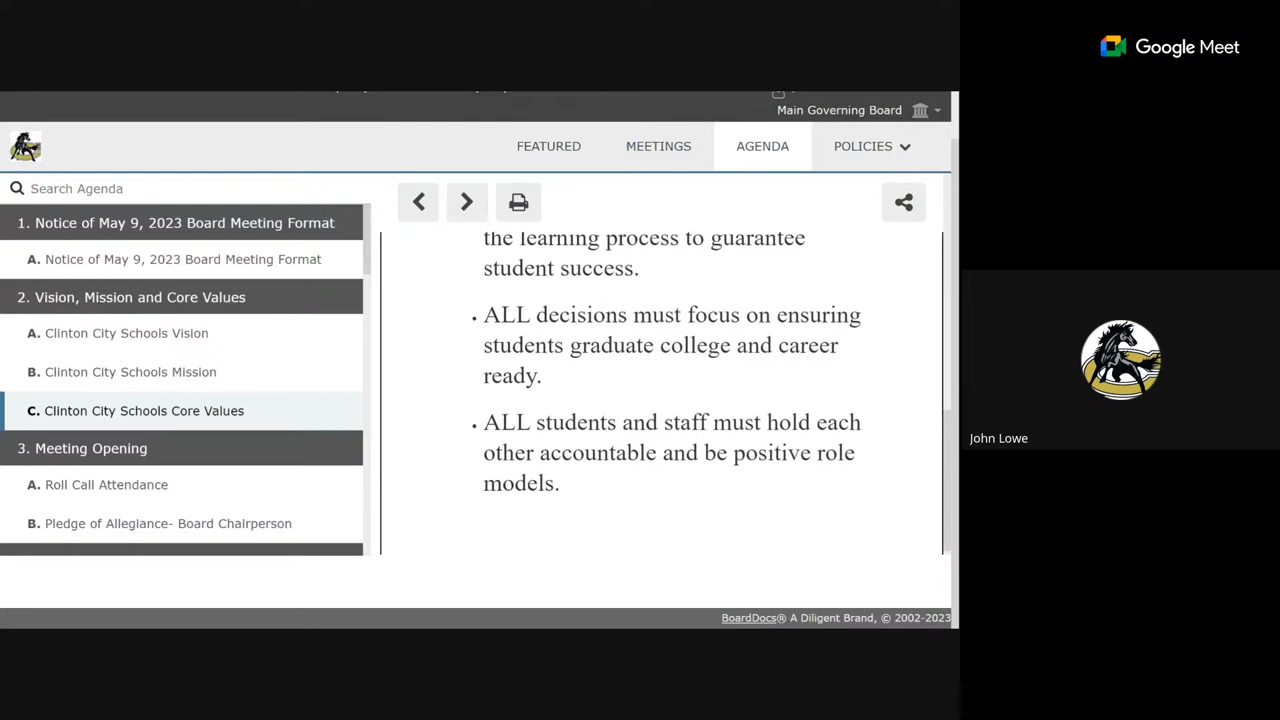 Google Meet
Main Governing Board
FEATURED
MEETINGS
AGENDA
POLICIES
Search Agenda
1. Notice of May 9, 2023 Board Meeting Format
A. Notice of May 9, 2023 Board Meeting Format
2. Vision, Mission and Core Values
A. Clinton City Schools Vision
B. Clinton City Schools Mission
C. Clinton City Schools Core Values
3. Meeting Opening
A. Roll Call Attendance
B. Pledge of Allegiance- Board Chairperson
the learning process to guarantee
student success.
• ALL decisions must focus on ensuring
students graduate college and career
ready.
• ALL students and staff must hold each
other accountable and be positive role
models.
John Lowe
BoardDocs® A Diligent Brand, © 2002-2023